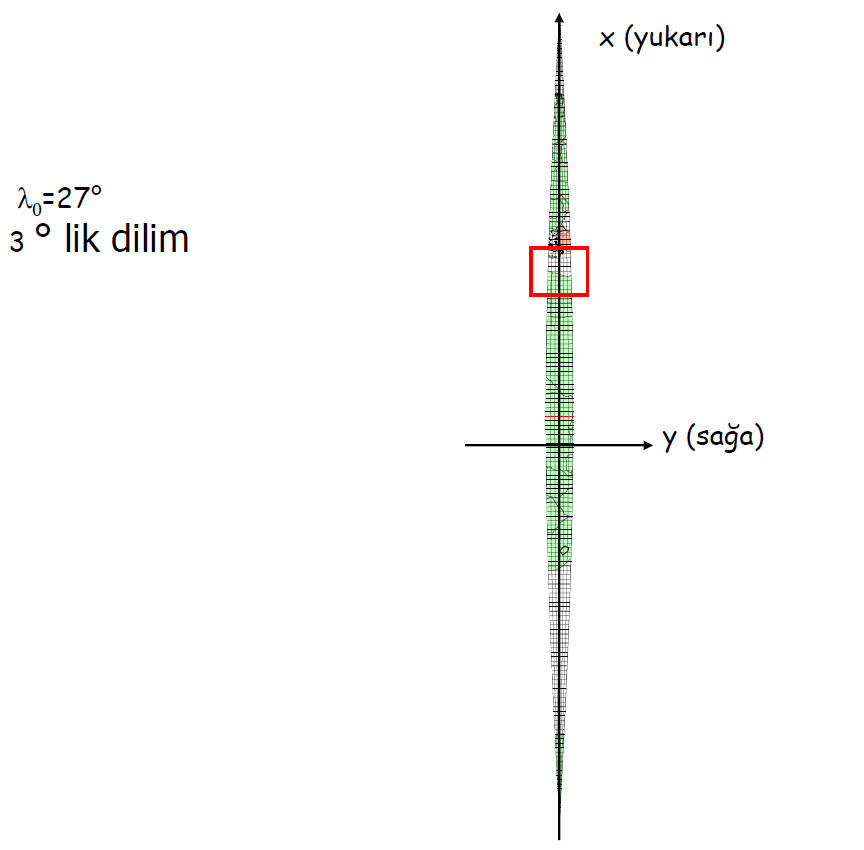 x (yukarı)
λ₀=27°
3 ° lik dilim
y (sağa)